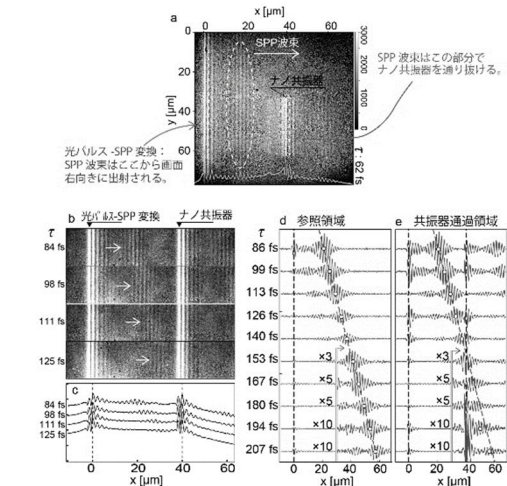 a
x [μm]
0 20 40 60
SPP波束
ナノ共振器
0
20
40
60
y [μm]
3000
2000
1000
0
τ : 62 fs
SPP 波束はこの部分で
ナノ共振器を通り抜ける。
光パルス -SPP 変換：
SPP 波束はここから画面
右向きに出射される。
b 光パルス-SPP 変換 ナノ共振器
τ
84 fs
98 fs
111 fs
125 fs
c
84 fs
98 fs
111 fs
125 fs
0 20 40 60
x [μm]
d 参照領域
e 共振器通過領域
τ
86 fs
99 fs
113 fs
126 fs
140 fs
153 fs ×3 ×3
167 fs ×5 ×5
180 fs ×5 ×5
194 fs ×10 ×10
207 fs ×10 ×10
0 20 40 60 0 20 40 60
x [μm] x [μm]